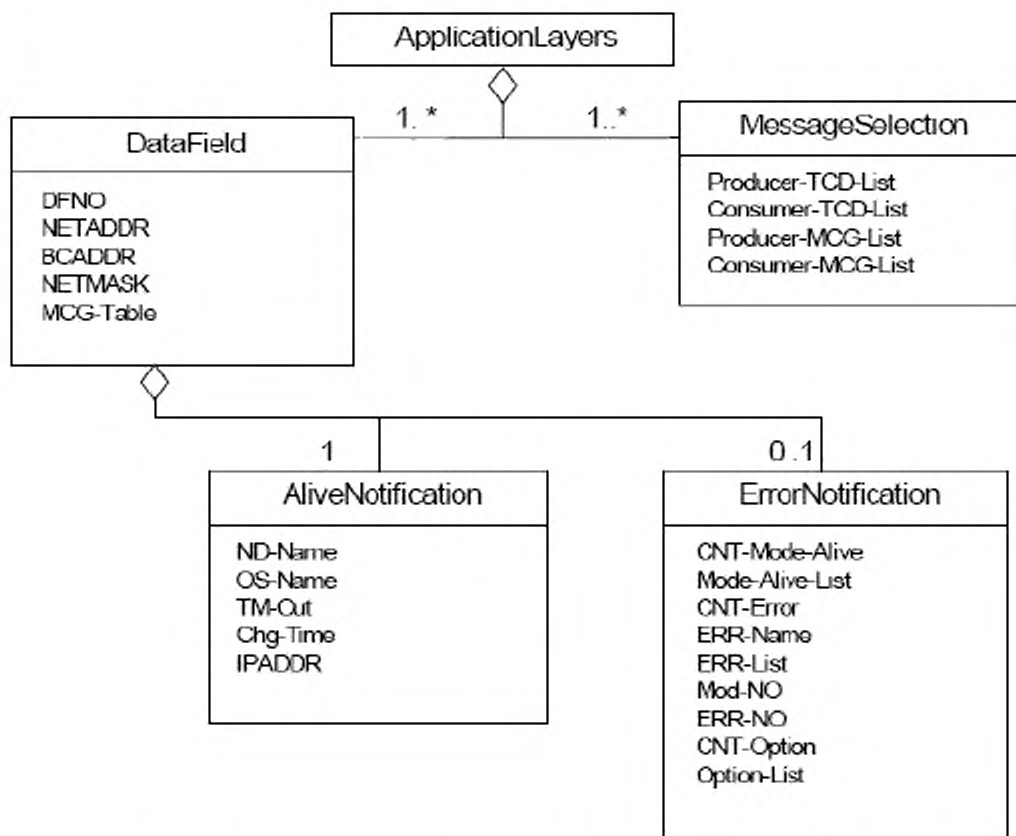 ApplicationLayers
1..*
1..*
DataField
DFNO
NETADDR
BCADDR
NETMASK
MCG-Table
MessageSelection
Producer-TCD-List
Consumer-TCD-List
Producer-MCG-List
Consumer-MCG-List
1
0..1
AliveNotification
ND-Name
OS-Name
TM-Out
Chg-Time
IPADDR
ErrorNotification
CNT-Mode-Alive
Mode-Alive-List
CNT-Error
ERR-Name
ERR-List
Mod-NO
ERR-NO
CNT-Option
Option-List